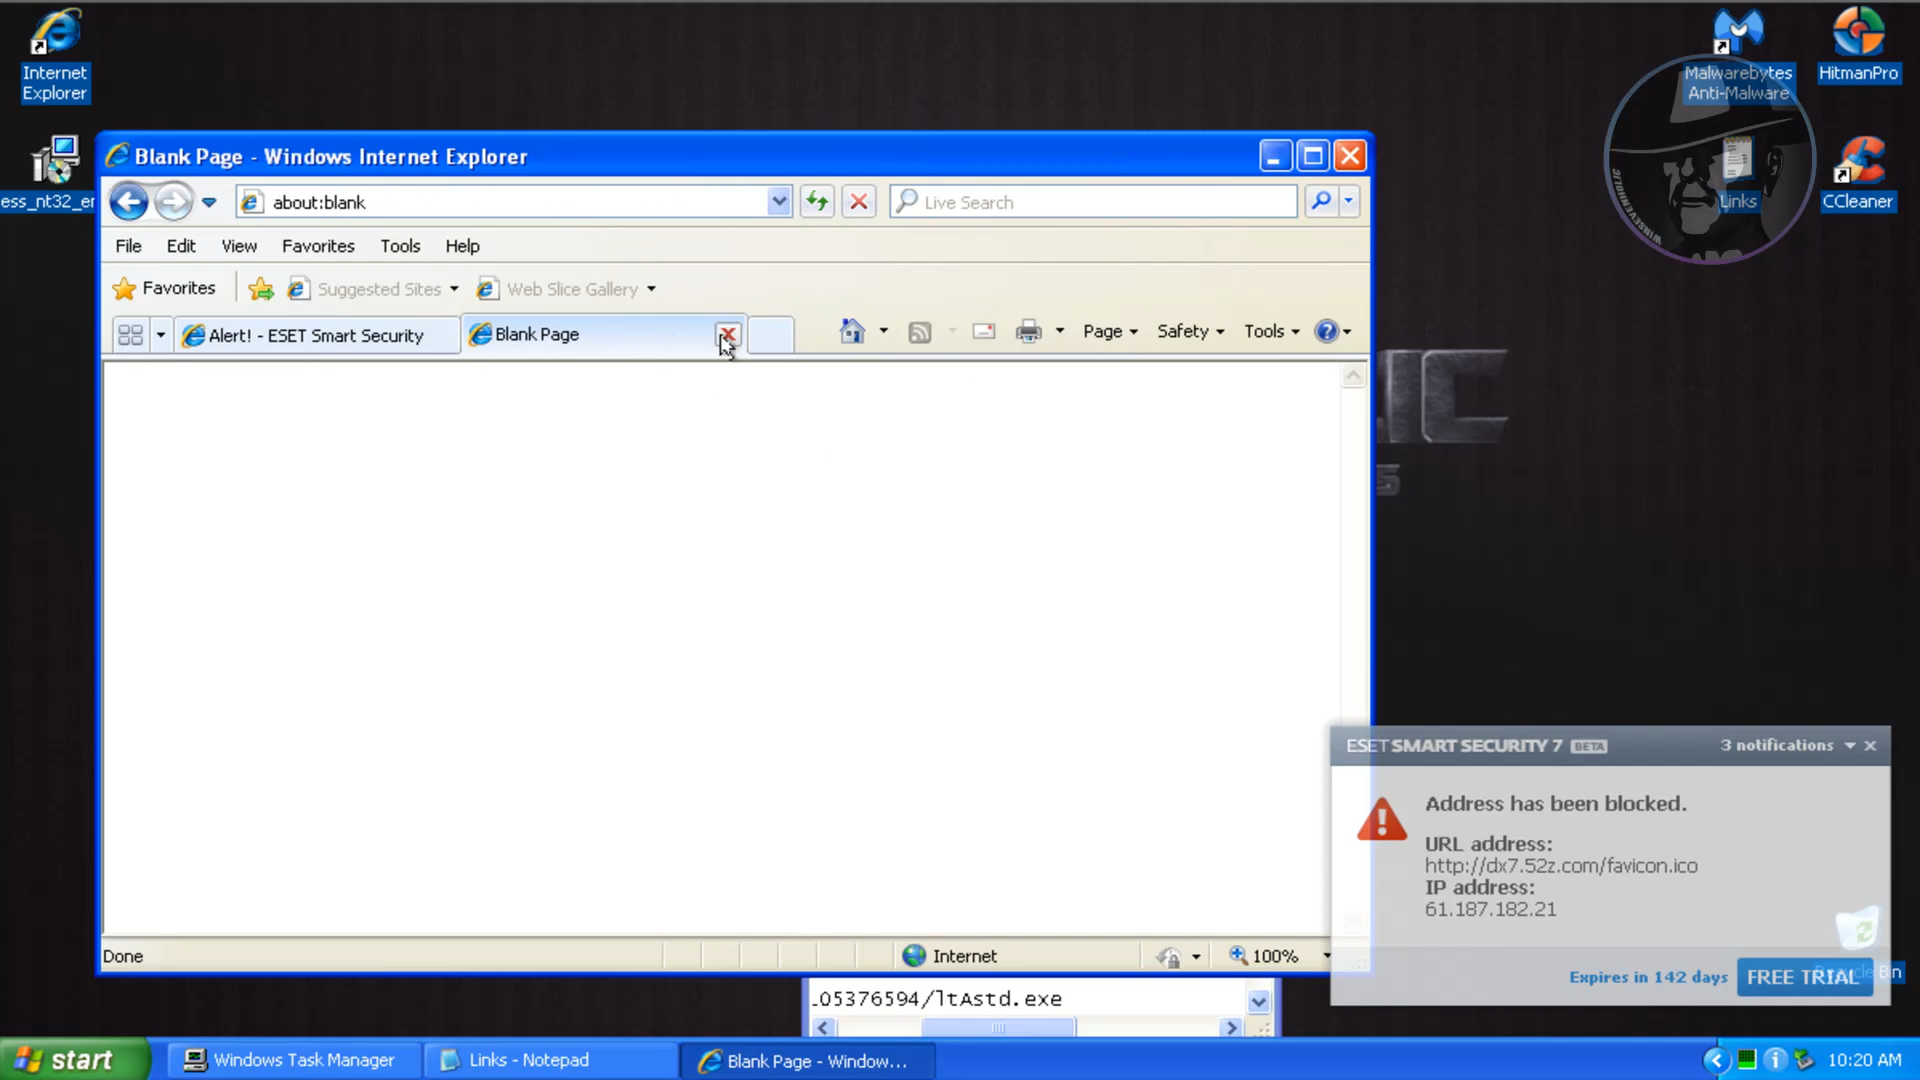 Internet
Explorer
ess_nt32_er
Malwarebytes
Anti-Malware
HitmanPro
Links
CCleaner
WINSEVENHOLIC
Blank Page - Windows Internet Explorer
about:blank
Live Search
File Edit View Favorites Tools Help
Favorites Suggested Sites Web Slice Gallery
Alert! - ESET Smart Security Blank Page Page Safety Tools
ESET SMART SECURITY 7 BETA 3 notifications
Address has been blocked.
URL address:
http://dx7.52z.com/favicon.ico
IP address:
61.187.182.21
Expires in 142 days FREE TRIAL
Done Internet 100%
.05376594/ltAstd.exe
start Windows Task Manager Links - Notepad Blank Page - Window... 10:20 AM